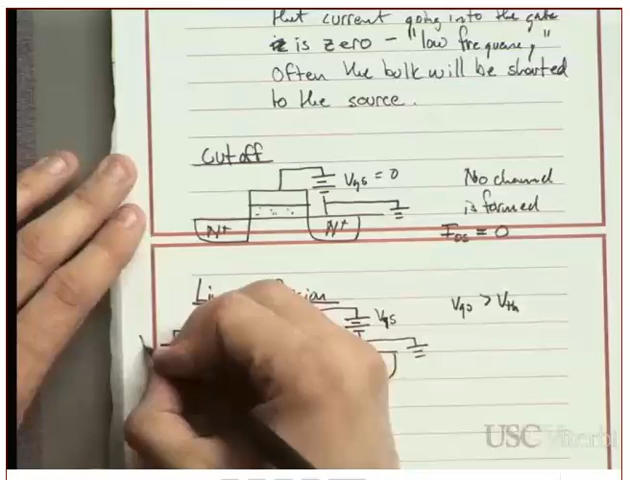 that current going into the gate
is zero - "low frequency"
Often the bulk will be shorted
to the source.
Cutoff
Vgs = 0
No channel
is formed
N+ N+
IDS = 0
Vgs
Vgs > Vth
USC Viterbi